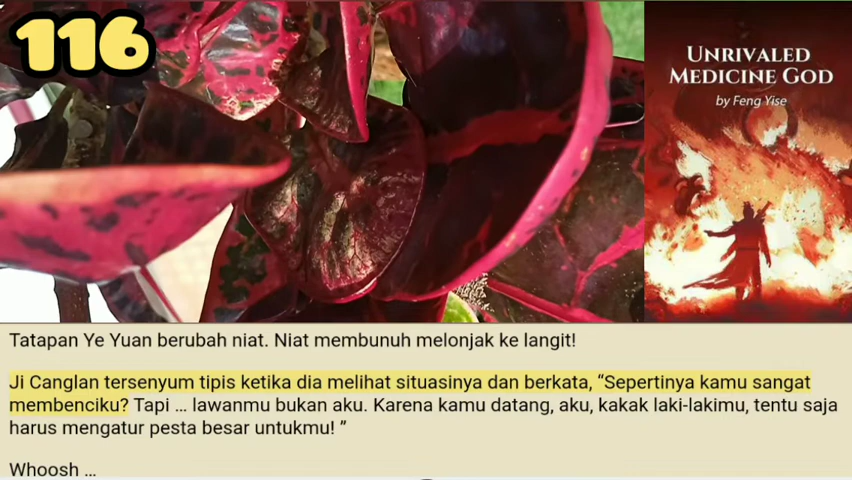 116
UNRIVALED
MEDICINE GOD
by Feng Yise
Tatapan Ye Yuan berubah niat. Niat membunuh melonjak ke langit!
Ji Canglan tersenyum tipis ketika dia melihat situasinya dan berkata, “Sepertinya kamu sangat
membenciku? Tapi … lawanmu bukan aku. Karena kamu datang, aku, kakak laki-lakimu, tentu saja
harus mengatur pesta besar untukmu! ”
Whoosh …